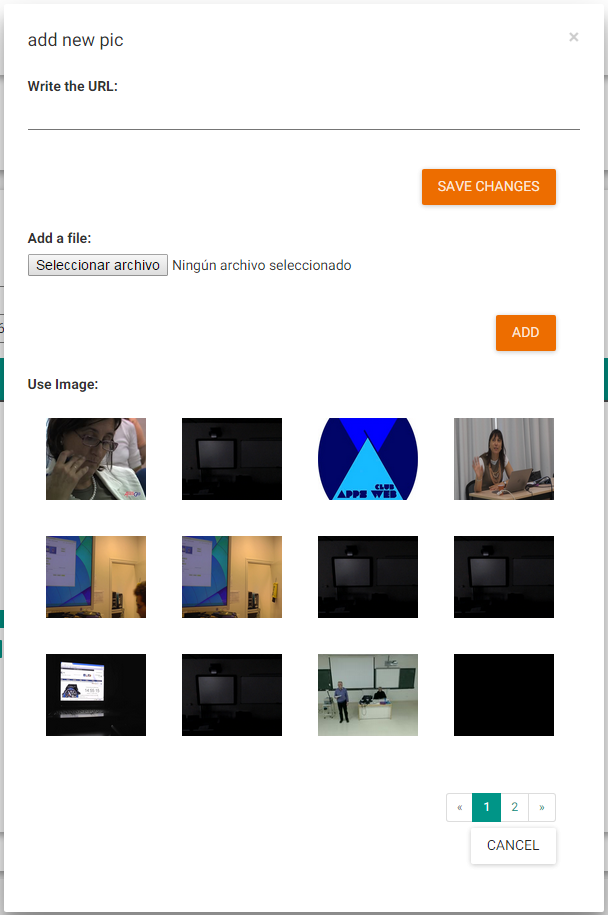 add new pic ×
Write the URL:
SAVE CHANGES
Add a file:
Seleccionar archivo Ningún archivo seleccionado
ADD
Use Image:
CLUB
APPS WEB
« 1 2 »
CANCEL